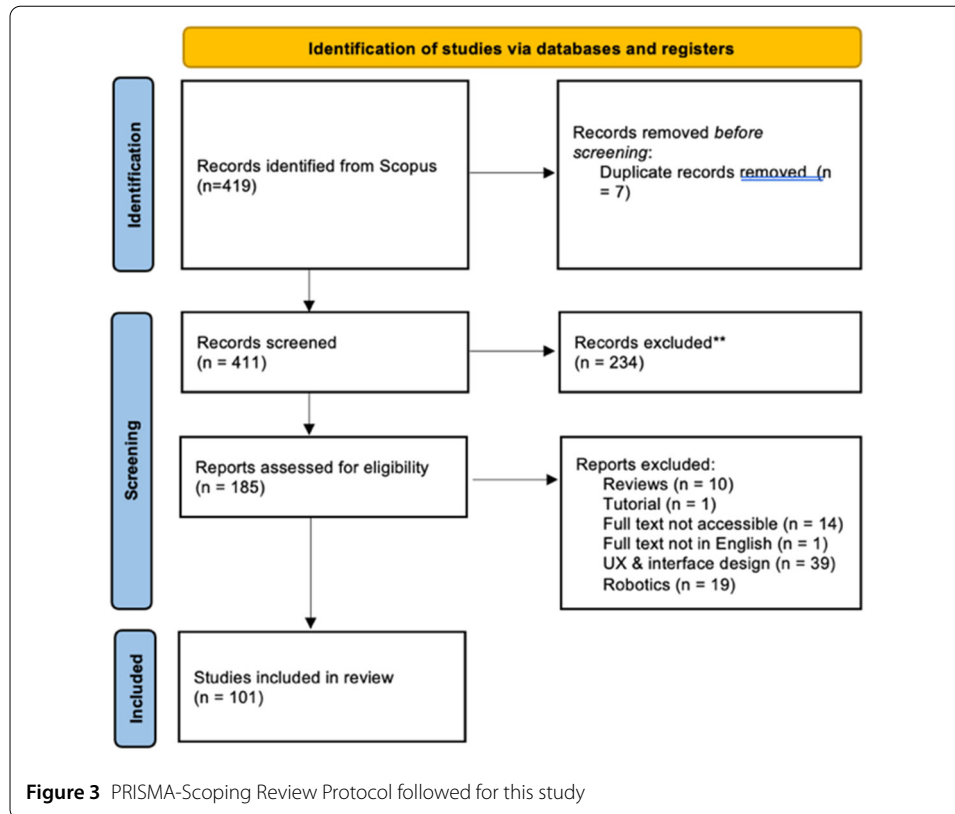 Identification of studies via databases and registers
Identification
Records identified from Scopus
(n=419)
Records removed before
screening:
Duplicate records removed (n
= 7)
Screening
Records screened
(n = 411)
Records excluded**
(n = 234)
Reports assessed for eligibility
(n = 185)
Reports excluded:
Reviews (n = 10)
Tutorial (n = 1)
Full text not accessible (n = 14)
Full text not in English (n = 1)
UX & interface design (n = 39)
Robotics (n = 19)
Included
Studies included in review
(n = 101)
Figure 3 PRISMA-Scoping Review Protocol followed for this study